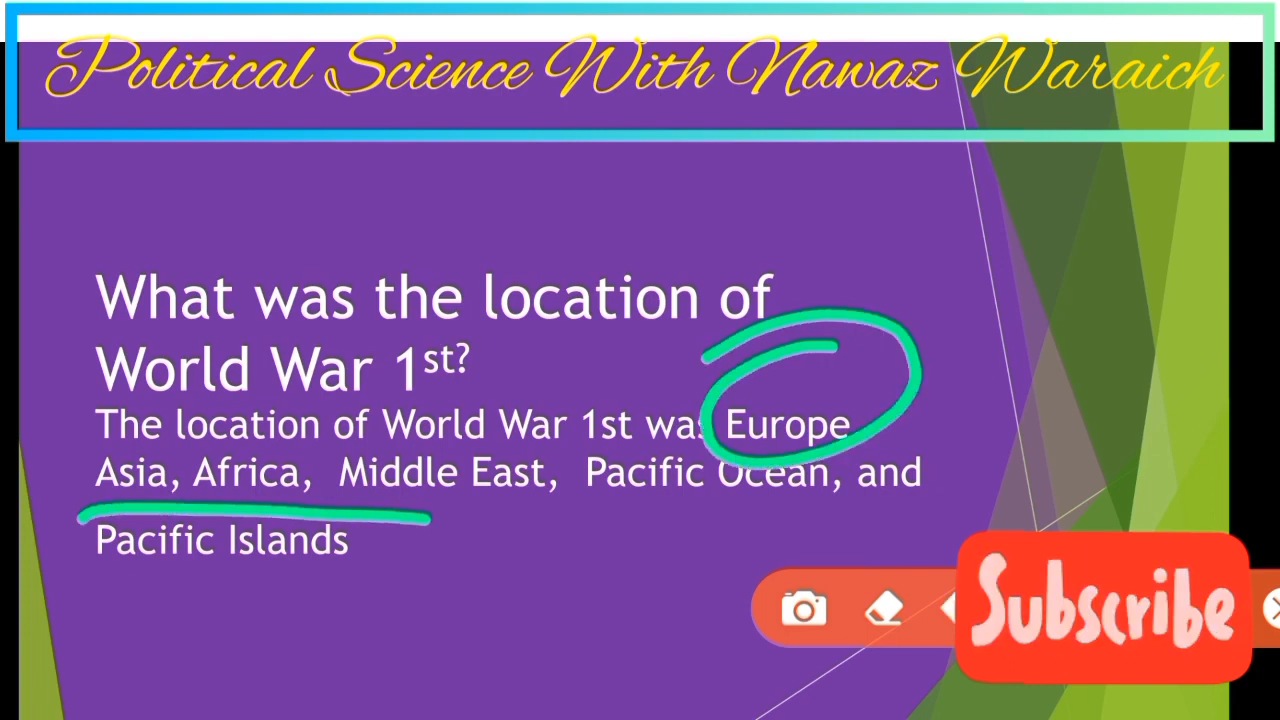 Political Science With Nawaz Waraich
What was the location of
World War 1st?
The location of World War 1st was Europe
Asia, Africa, Middle East, Pacific Ocean, and
Pacific Islands
Subscribe